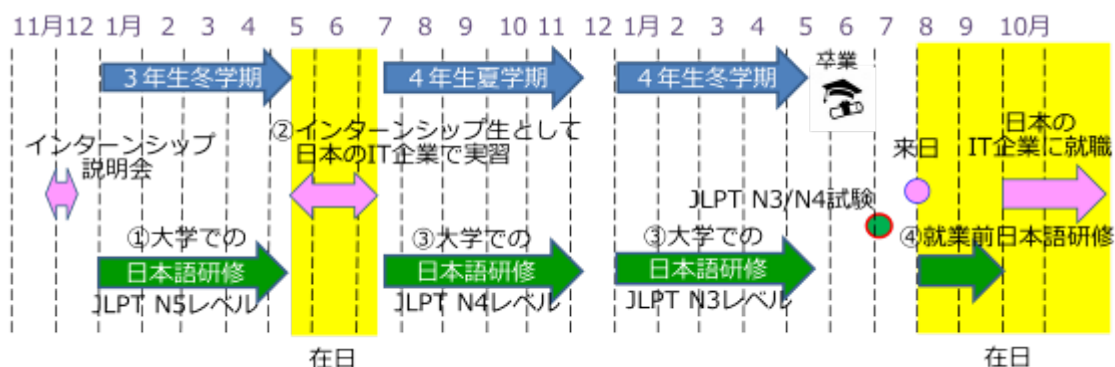 11月12 1月 2 3 4 5 6 7 8 9 10 11 12 1月 2 3 4 5 6 7 8 9 10月
3年生冬学期 4年生夏学期 4年生冬学期 卒業
インターンシップ
説明会
②インターンシップ生として
日本のIT企業で実習
来日
日本の
IT企業に就職
JLPT N3/N4試験
①大学での
日本語研修
JLPT N5レベル
③大学での
日本語研修
JLPT N4レベル
③大学での
日本語研修
JLPT N3レベル
④就業前日本語研修
在日 在日